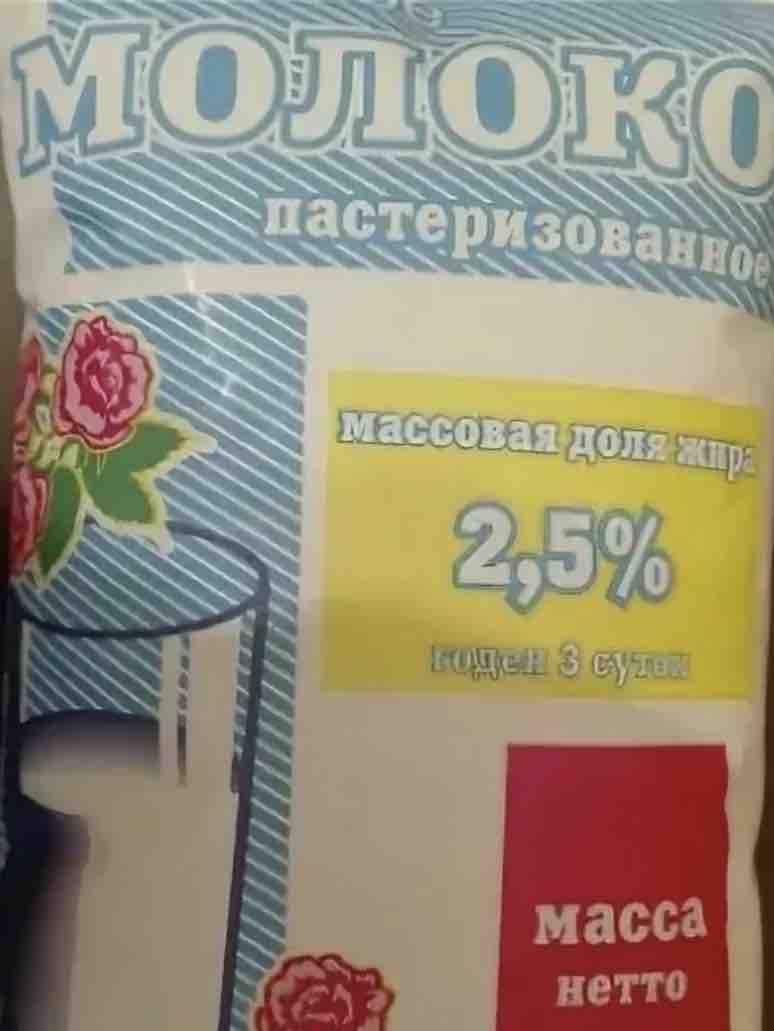 МОЛОКО
пастеризованное
массовая доля жира
2,5%
годен 3 суток
масса
нетто